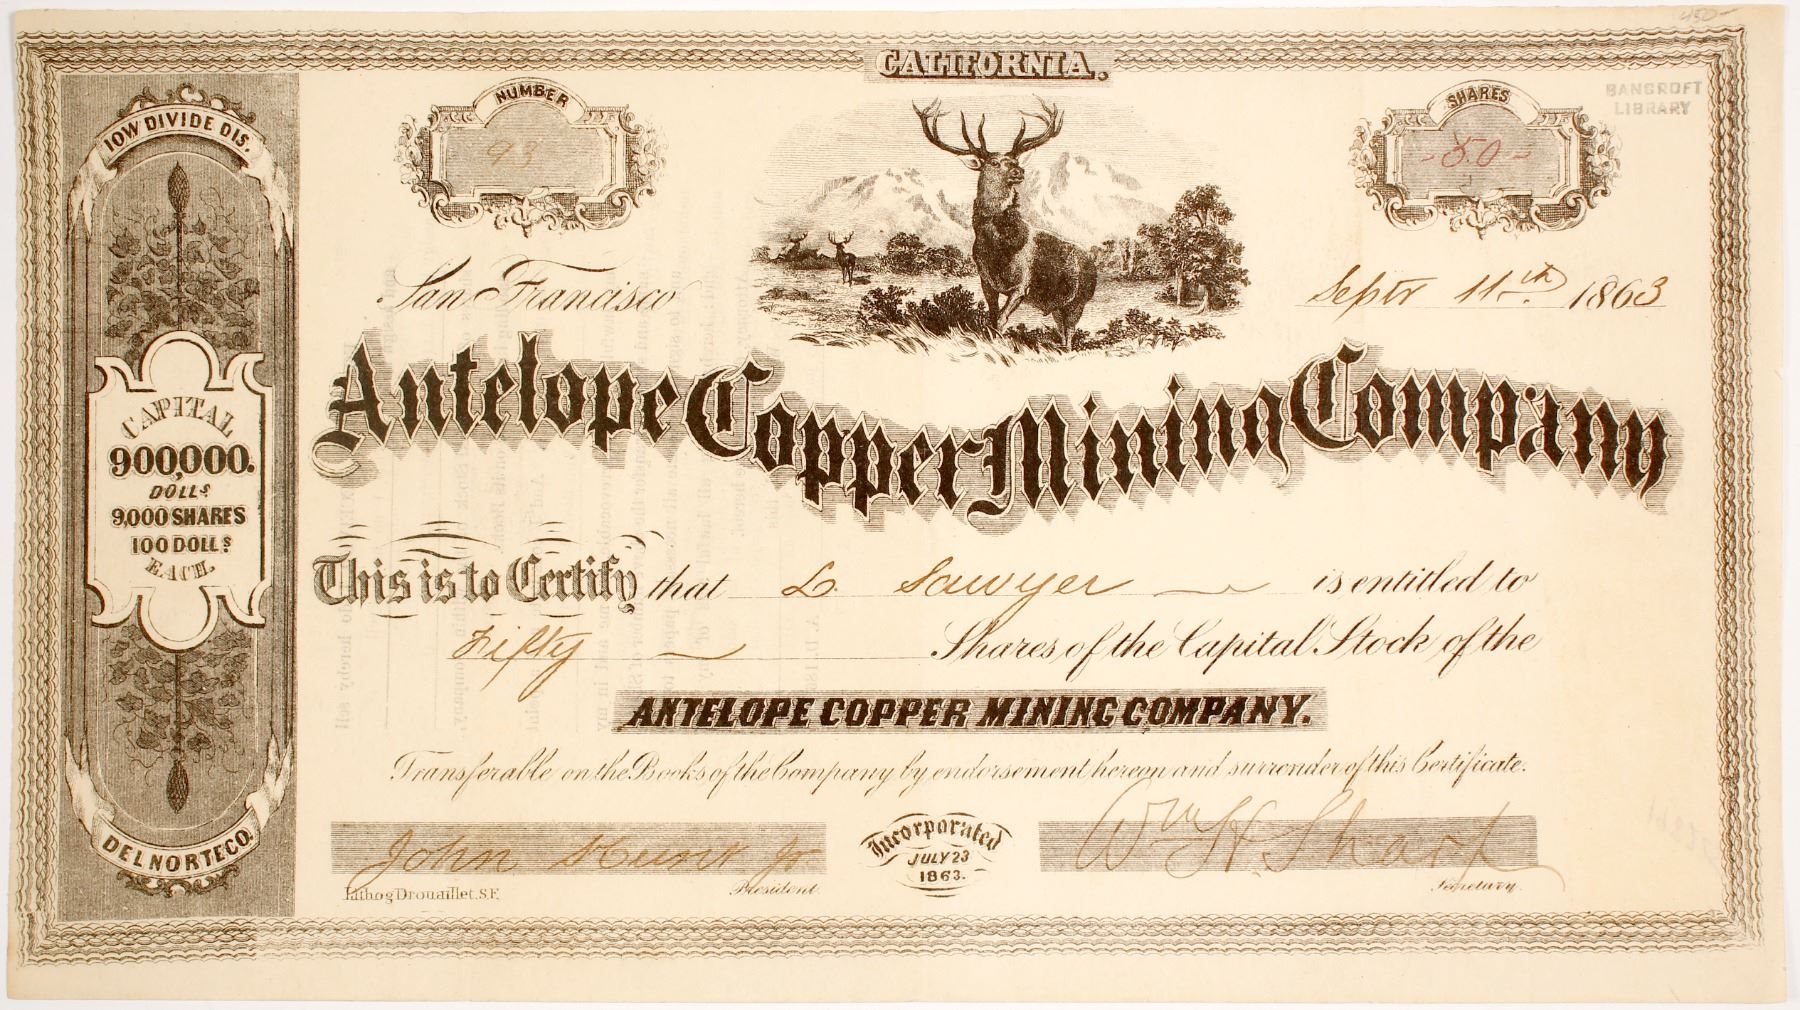 450-
CALIFORNIA.
BANCROFT
LIBRARY
NUMBER
93
SHARES
-50-
LOW DIVIDE DIS.
San Francisco Septr 11th. 1863
Antelope Copper Mining Company
CAPITAL
900,000.
DOLLS
9,000 SHARES
100 DOLLS
EACH.
This is to Certify that L. Sawyer is entitled to
Fifty Shares of the Capital Stock of the
ANTELOPE COPPER MINING COMPANY.
Transferable on the Books of the Company by endorsement hereon and surrender of this Certificate.
DEL NORTE CO.
John Hunt Jr
President.
Incorporated
JULY 23
1863.
Wm H. Sharp
Secretary.
Lithog Drouaillet. S.F.